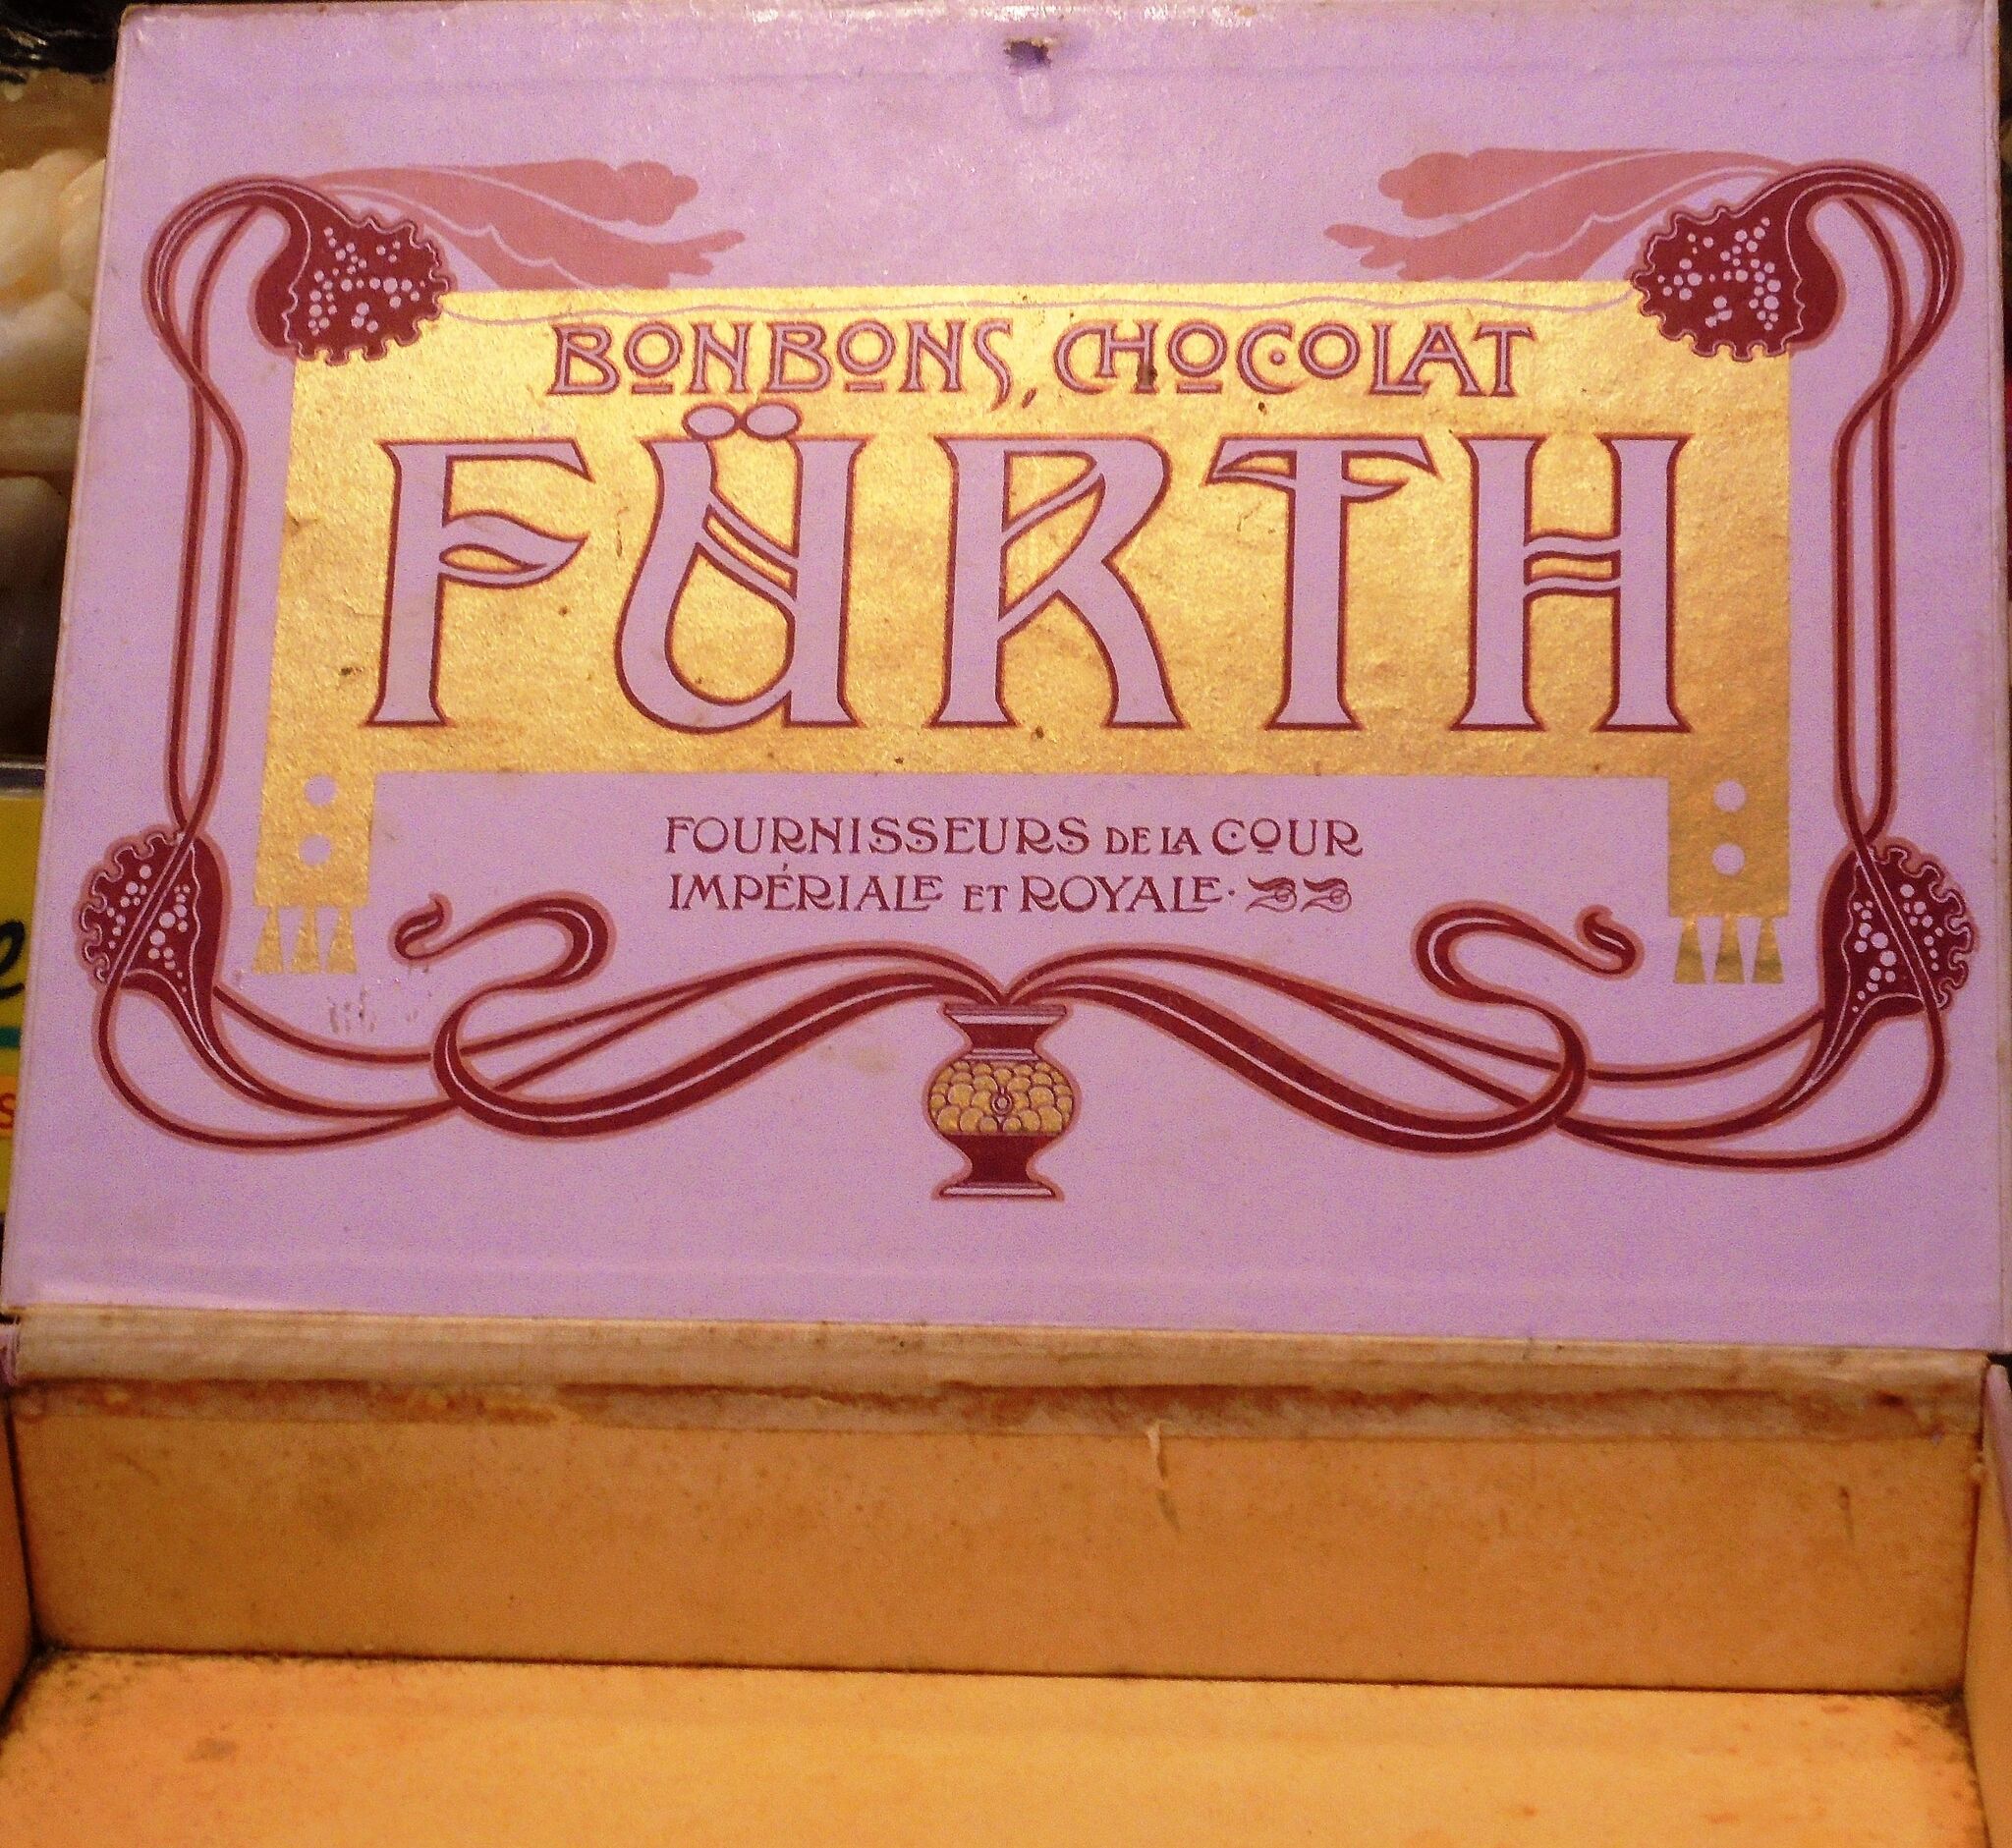 BONBONS, CHOCOLAT
FÜRTH
FOURNISSEURS DE LA COUR
IMPÉRIALE ET ROYALE.